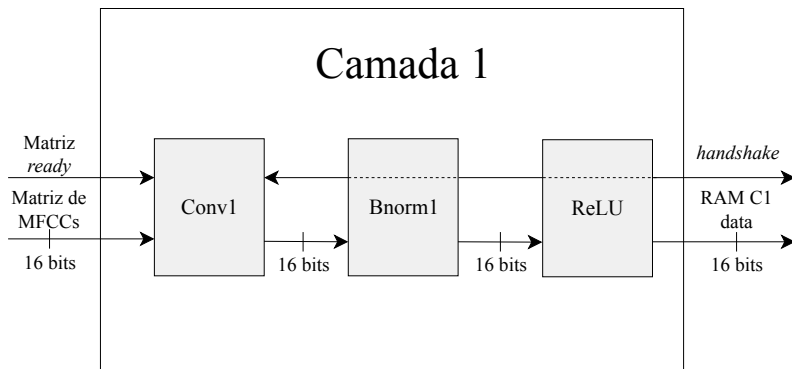 Camada 1
Matriz
ready
Matriz de
MFCCs
16 bits
Conv1
16 bits
Bnorm1
16 bits
ReLU
handshake
RAM C1
data
16 bits